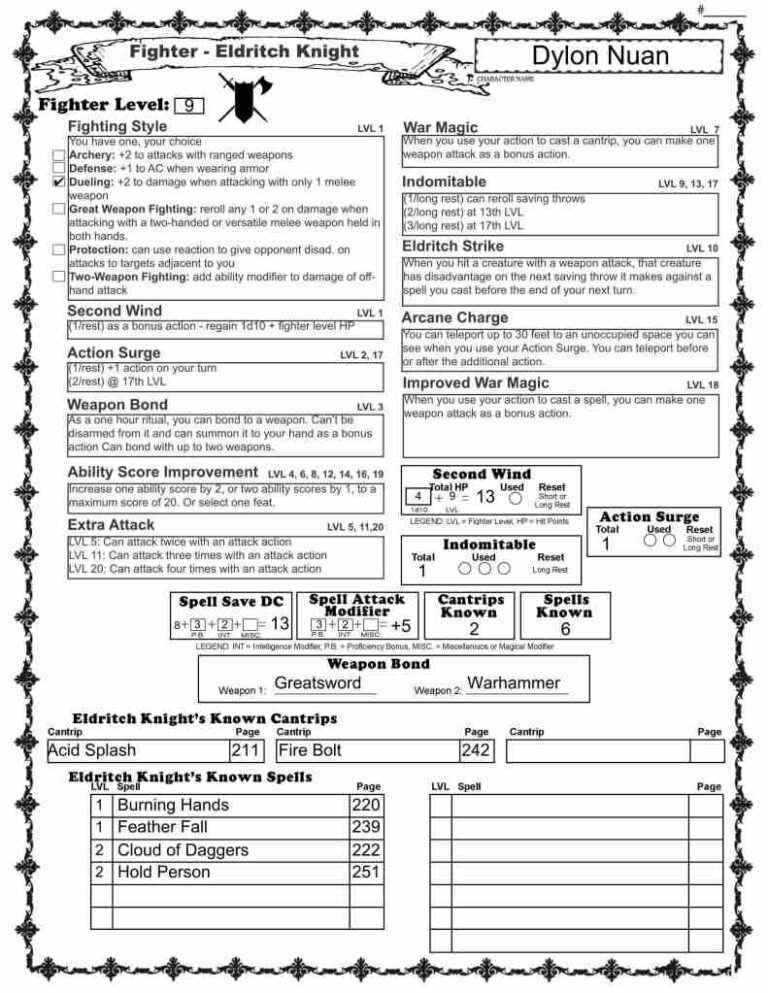 #
Fighter - Eldritch Knight
Dylon Nuan
CHARACTER NAME
Fighter Level: 9
Fighting Style LVL 1
You have one, your choice
Archery: +2 to attacks with ranged weapons
Defense: +1 to AC when wearing armor
✔ Dueling: +2 to damage when attacking with only 1 melee
weapon
Great Weapon Fighting: reroll any 1 or 2 on damage when
attacking with a two-handed or versatile melee weapon held in
both hands.
Protection: can use reaction to give opponent disad. on
attacks to targets adjacent to you
Two-Weapon Fighting: add ability modifier to damage of off-
hand attack
Second Wind LVL 1
(1/rest) as a bonus action - regain 1d10 + fighter level HP
Action Surge LVL 2, 17
(1/rest) +1 action on your turn
(2/rest) @ 17th LVL
Weapon Bond LVL 3
As a one hour ritual, you can bond to a weapon. Can't be
disarmed from it and can summon it to your hand as a bonus
action Can bond with up to two weapons.
Ability Score Improvement LVL 4, 6, 8, 12, 14, 16, 19
Increase one ability score by 2, or two ability scores by 1, to a
maximum score of 20. Or select one feat.
Extra Attack LVL 5, 11,20
LVL 5: Can attack twice with an attack action
LVL 11: Can attack three times with an attack action
LVL 20: Can attack four times with an attack action
War Magic LVL 7
When you use your action to cast a cantrip, you can make one
weapon attack as a bonus action.
Indomitable LVL 9, 13, 17
(1/long rest) can reroll saving throws
(2/long rest) at 13th LVL
(3/long rest) at 17th LVL
Eldritch Strike LVL 10
When you hit a creature with a weapon attack, that creature
has disadvantage on the next saving throw it makes against a
spell you cast before the end of your next turn.
Arcane Charge LVL 15
You can teleport up to 30 feet to an unoccupied space you can
see when you use your Action Surge. You can teleport before
or after the additional action.
Improved War Magic LVL 18
When you use your action to cast a spell, you can make one
weapon attack as a bonus action.
Second Wind
Total HP Used Reset
4 + 9 = 13 Short or
Long Rest
1d10 LVL
LEGEND: LVL = Fighter Level, HP = Hit Points
Indomitable
Total Used Reset
1 Long Rest
Action Surge
Total Used Reset
1 Short or
Long Rest
Spell Save DC
8+ 3 + 2 + = 13
P.B. INT MISC.
Spell Attack
Modifier
3 + 2 + = +5
P.B. INT MISC.
Cantrips
Known
2
Spells
Known
6
LEGEND: INT = Intelligence Modifier, P.B. = Proficiency Bonus, MISC. = Miscellanious or Magical Modifier
Weapon Bond
Weapon 1: Greatsword Weapon 2: Warhammer
Eldritch Knight's Known Cantrips
Cantrip Page Cantrip Page Cantrip Page
Acid Splash 211 Fire Bolt 242
Eldritch Knight's Known Spells
LVL Spell Page LVL Spell Page
1 Burning Hands 220
1 Feather Fall 239
2 Cloud of Daggers 222
2 Hold Person 251